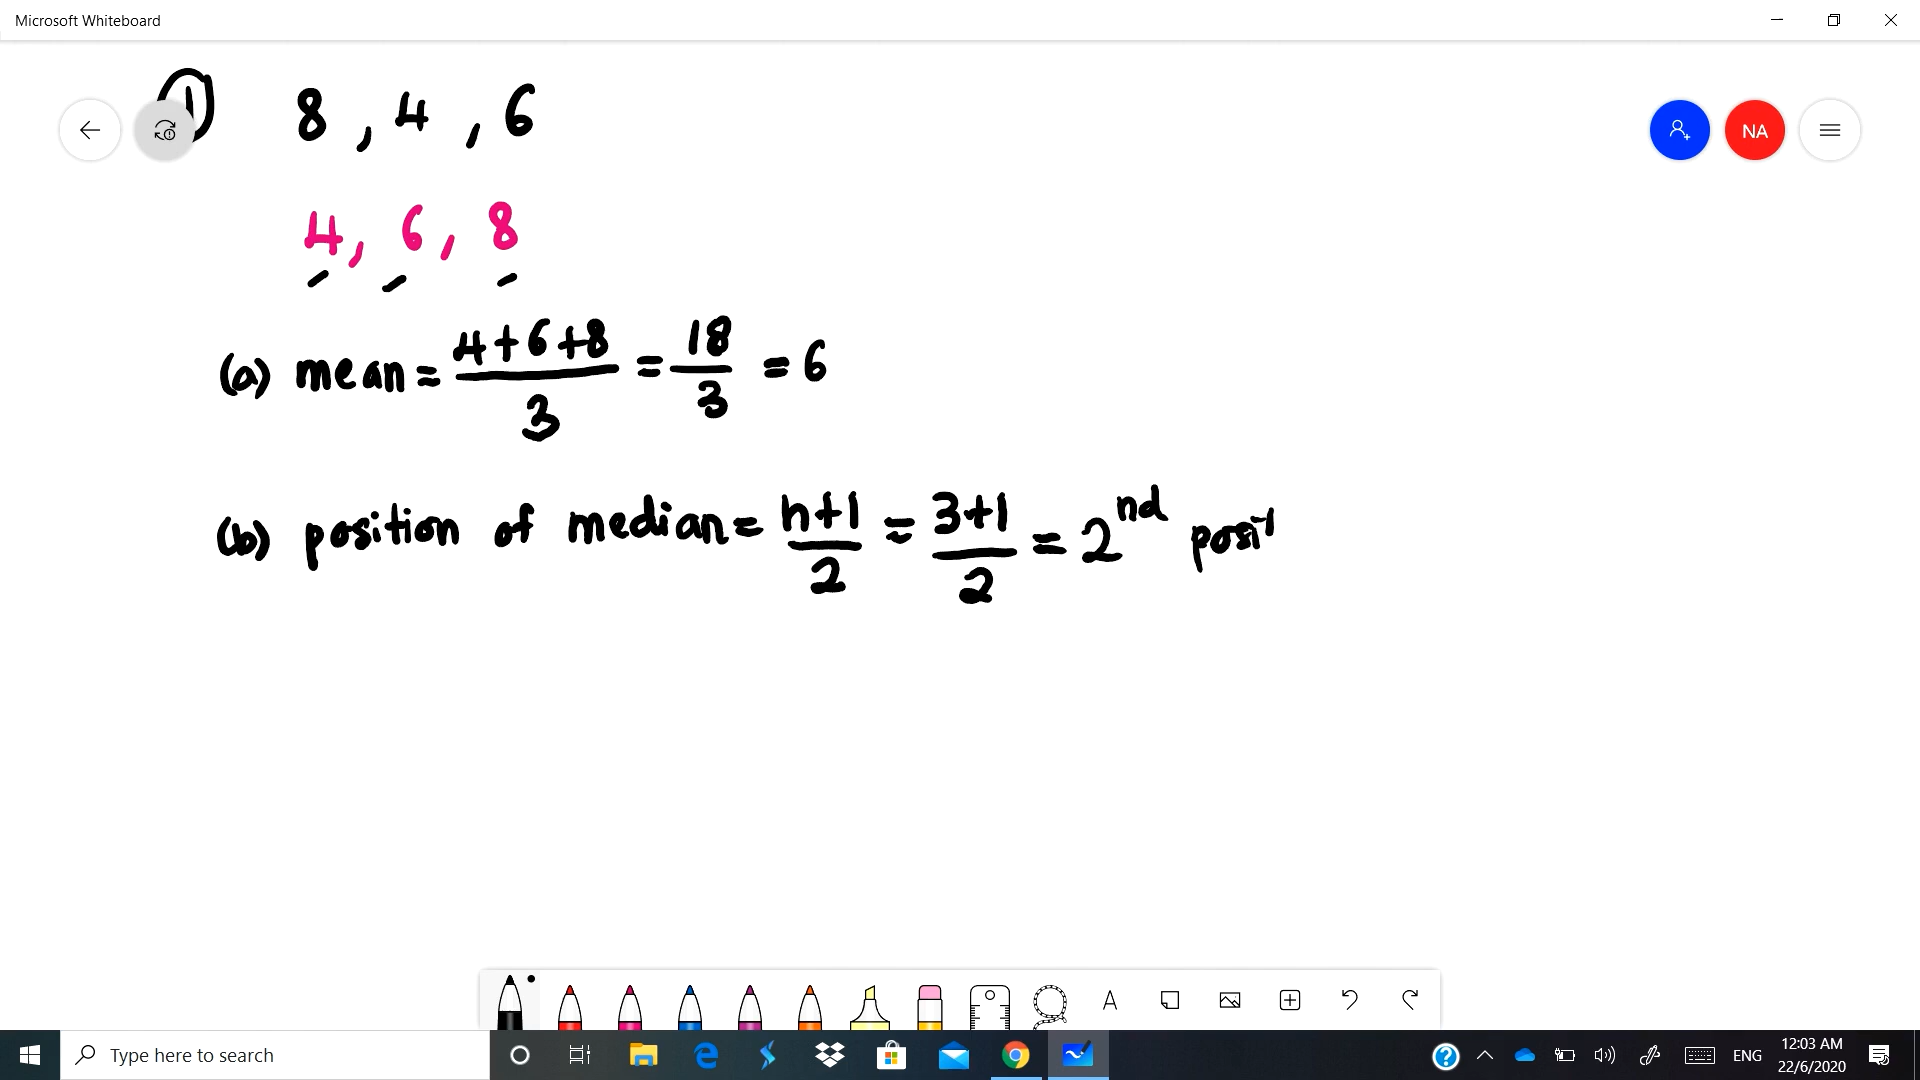 Microsoft Whiteboard
① 8 , 4 , 6
NA
4, 6, 8
(a) mean = 4+6+8/3 = 18/3 = 6
(b) position of median = n+1/2 = 3+1/2 = 2nd posit
A
Type here to search
ENG
12:03 AM
22/6/2020